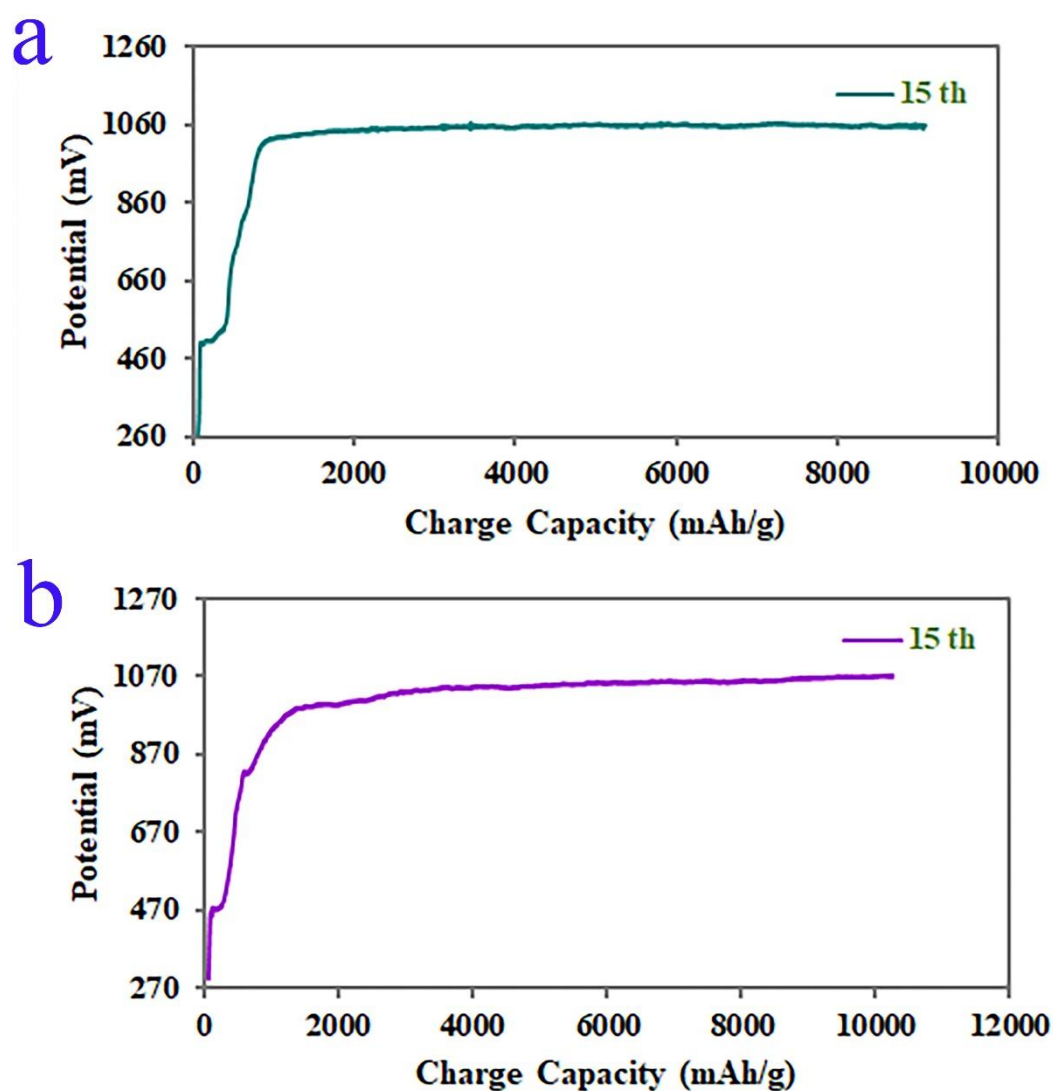 a
1260
1060
860
660
460
260
Potential (mV)
15 th
0 2000 4000 6000 8000 10000
Charge Capacity (mAh/g)
b
1270
1070
870
670
470
270
Potential (mV)
15 th
0 2000 4000 6000 8000 10000 12000
Charge Capacity (mAh/g)